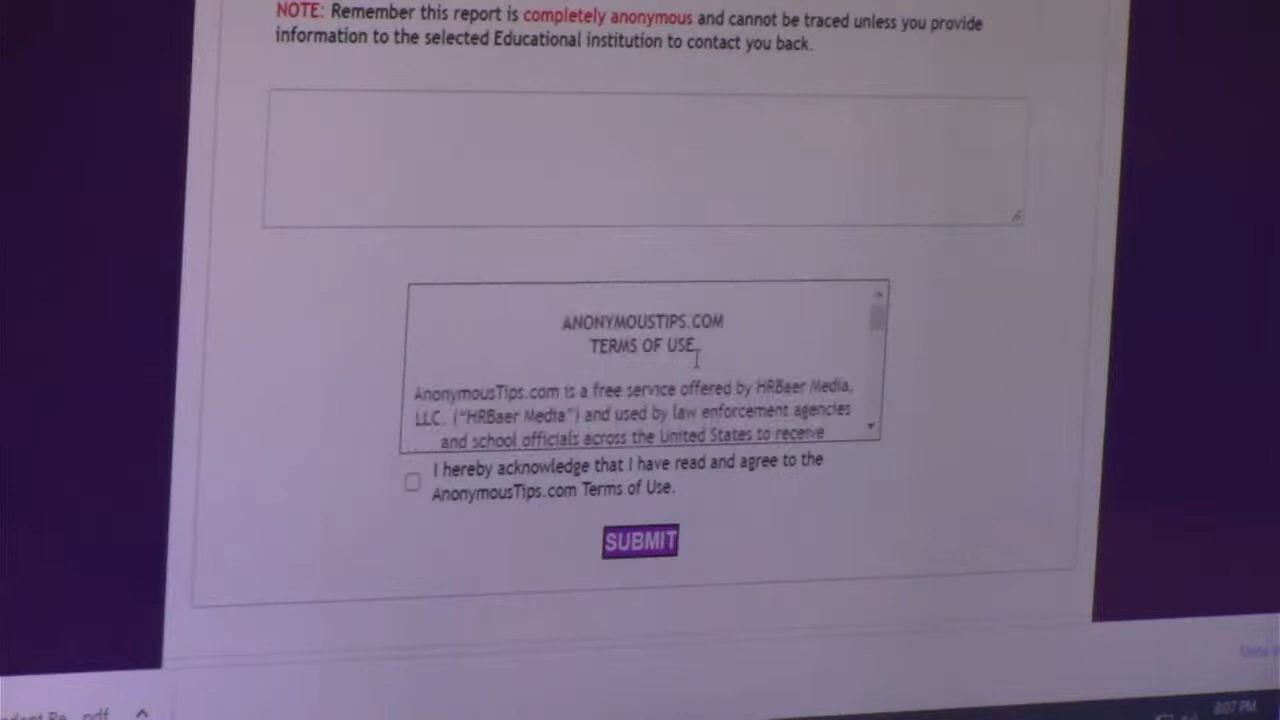 NOTE: Remember this report is completely anonymous and cannot be traced unless you provide
information to the selected Educational institution to contact you back.
ANONYMOUSTIPS.COM
TERMS OF USE
AnonymousTips.com is a free service offered by HRBaer Media,
LLC. ("HRBaer Media") and used by law enforcement agencies
and school officials across the United States to receive
I hereby acknowledge that I have read and agree to the
AnonymousTips.com Terms of Use.
SUBMIT
8:07 PM